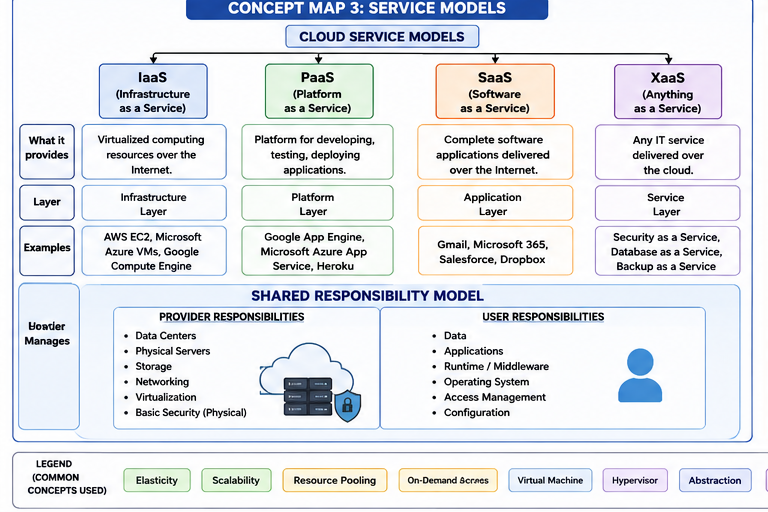 CONCEPT MAP 3: SERVICE MODELS
CLOUD SERVICE MODELS
IaaS
(Infrastructure
as a Service)
PaaS
(Platform
as a Service)
SaaS
(Software
as a Service)
XaaS
(Anything
as a Service)
What it
provides
Virtualized computing
resources over the
Internet.
Platform for developing,
testing, deploying
applications.
Complete software
applications delivered
over the Internet.
Any IT service
delivered over
the cloud.
Layer
Infrastructure
Layer
Platform
Layer
Application
Layer
Service
Layer
Examples
AWS EC2, Microsoft
Azure VMs, Google
Compute Engine
Google App Engine,
Microsoft Azure App
Service, Heroku
Gmail, Microsoft 365,
Salesforce, Dropbox
Security as a Service,
Database as a Service,
Backup as a Service
Manages
SHARED RESPONSIBILITY MODEL
PROVIDER RESPONSIBILITIES
• Data Centers
• Physical Servers
• Storage
• Networking
• Virtualization
• Basic Security (Physical)
USER RESPONSIBILITIES
• Data
• Applications
• Runtime / Middleware
• Operating System
• Access Management
• Configuration
LEGEND
(COMMON
CONCEPTS USED)
Elasticity
Scalability
Resource Pooling
On-Demand
Virtual Machine
Hypervisor
Abstraction